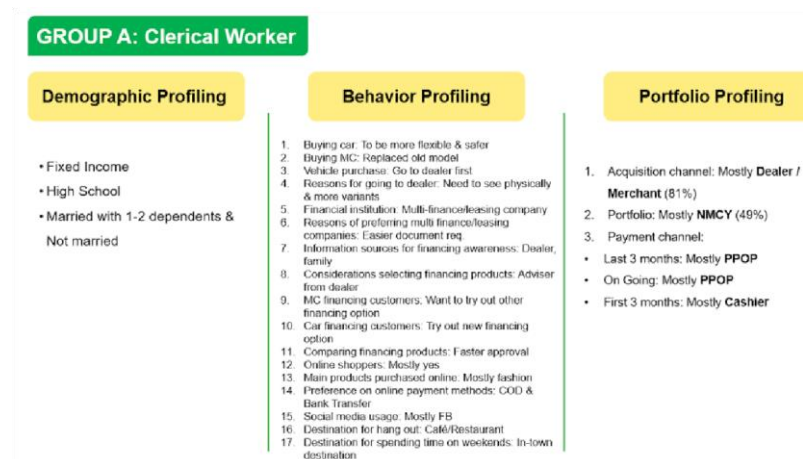 GROUP A: Clerical Worker
Demographic Profiling
• Fixed Income
• High School
• Married with 1-2 dependents &
Not married
Behavior Profiling
1. Buying car: To be more flexible & safer
2. Buying MC: Replaced old model
3. Vehicle purchase: Go to dealer first
4. Reasons for going to dealer: Need to see physically
& more variants
5. Financial institution: Multi-finance/leasing company
6. Reasons of preferring multi finance/leasing
companies: Easier document req.
7. Information sources for financing awareness: Dealer,
family
8. Considerations selecting financing products: Adviser
from dealer
9. MC financing customers: Want to try out other
financing option
10. Car financing customers: Try out new financing
option
11. Comparing financing products: Faster approval
12. Online shoppers: Mostly yes
13. Main products purchased online: Mostly fashion
14. Preference on online payment methods: COD &
Bank Transfer
15. Social media usage: Mostly FB
16. Destination for hang out: Café/Restaurant
17. Destination for spending time on weekends: In-town
destination
Portfolio Profiling
1. Acquisition channel: Mostly Dealer /
Merchant (81%)
2. Portfolio: Mostly NMCY (49%)
3. Payment channel:
• Last 3 months: Mostly PPOP
• On Going: Mostly PPOP
• First 3 months: Mostly Cashier